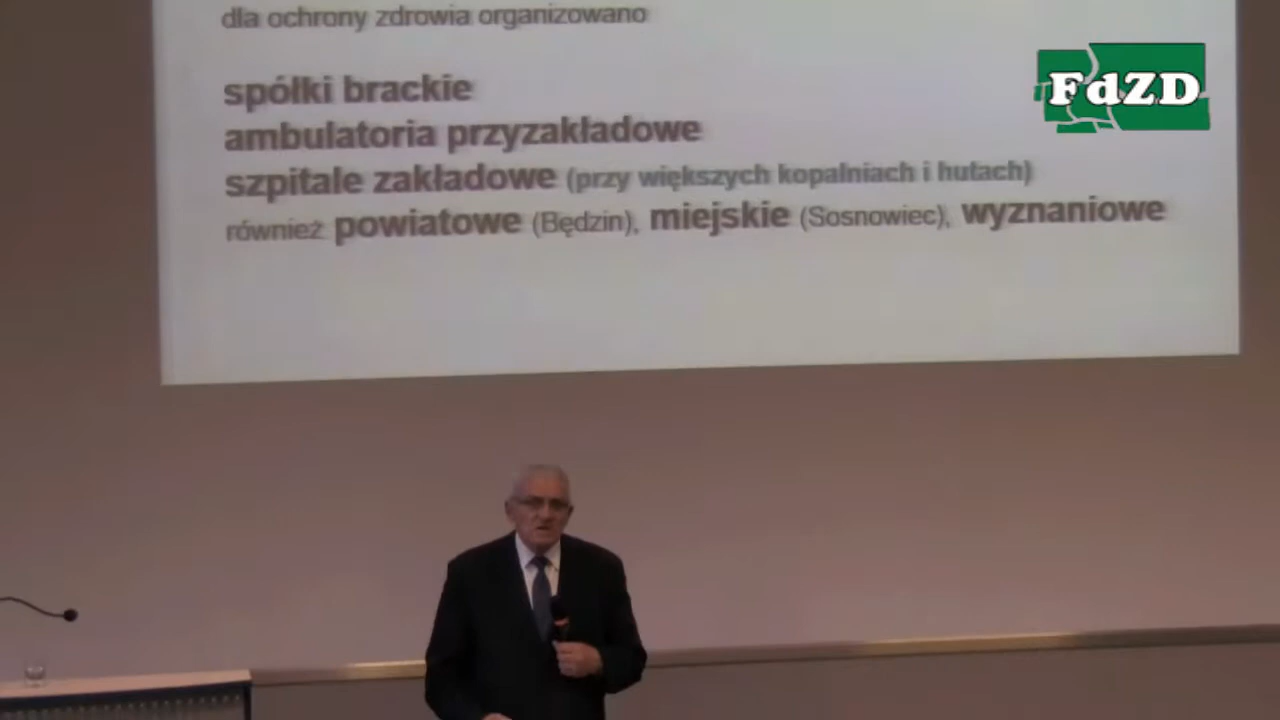 dla ochrony zdrowia organizowano
FdZD
spółki brackie
ambulatoria przyzakładowe
szpitale zakładowe (przy większych kopalniach i hutach)
również powiatowe (Będzin), miejskie (Sosnowiec), wyznaniowe